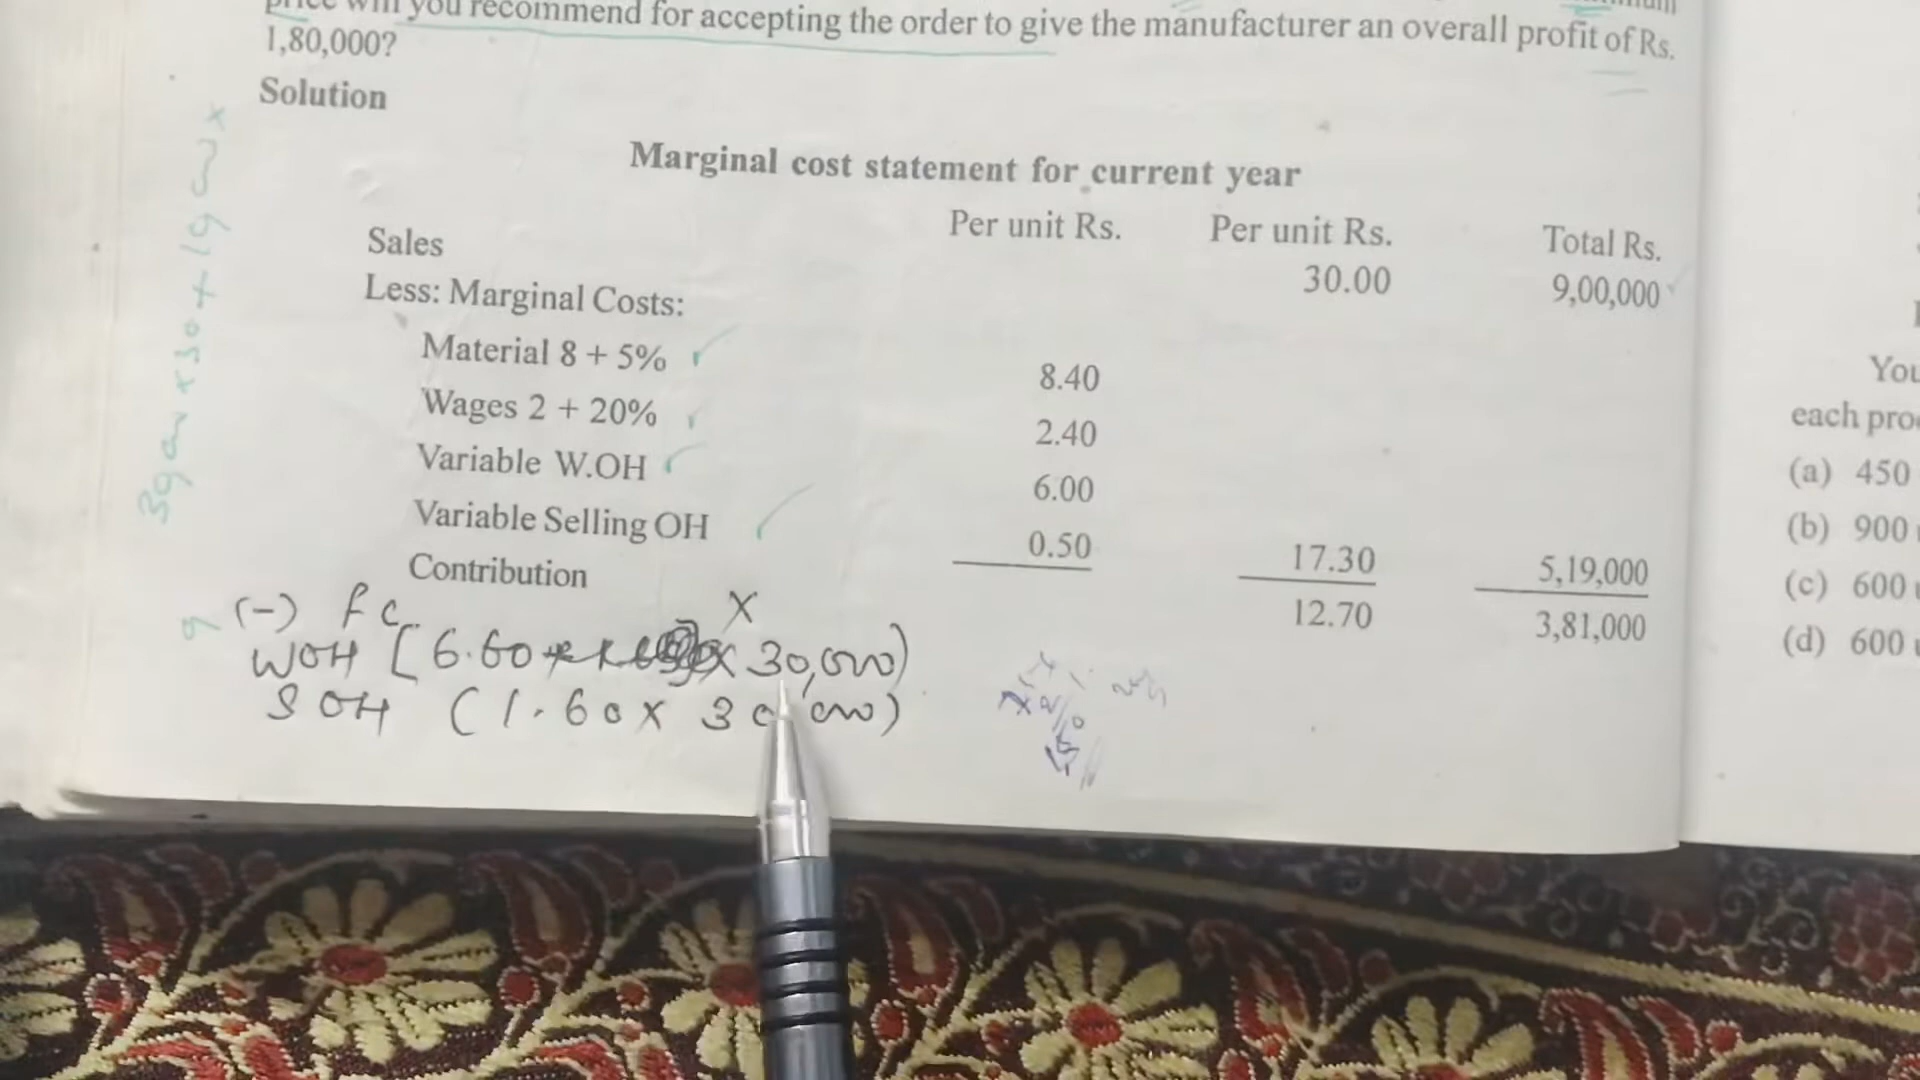 price will you recommend for accepting the order to give the manufacturer an overall profit of Rs.
1,80,000?
Solution
Marginal cost statement for current year
Per unit Rs. Per unit Rs. Total Rs.
Sales 30.00 9,00,000
Less: Marginal Costs:
Material 8 + 5% 8.40
Wages 2 + 20% 2.40
Variable W.OH 6.00
Variable Selling OH 0.50 17.30 5,19,000
Contribution 12.70 3,81,000
(-) FC
WOH [6.60 x 30,000)
SOH (1.60 x 30,000)
You
each
(a) 450
(b) 900
(c) 600
(d) 600